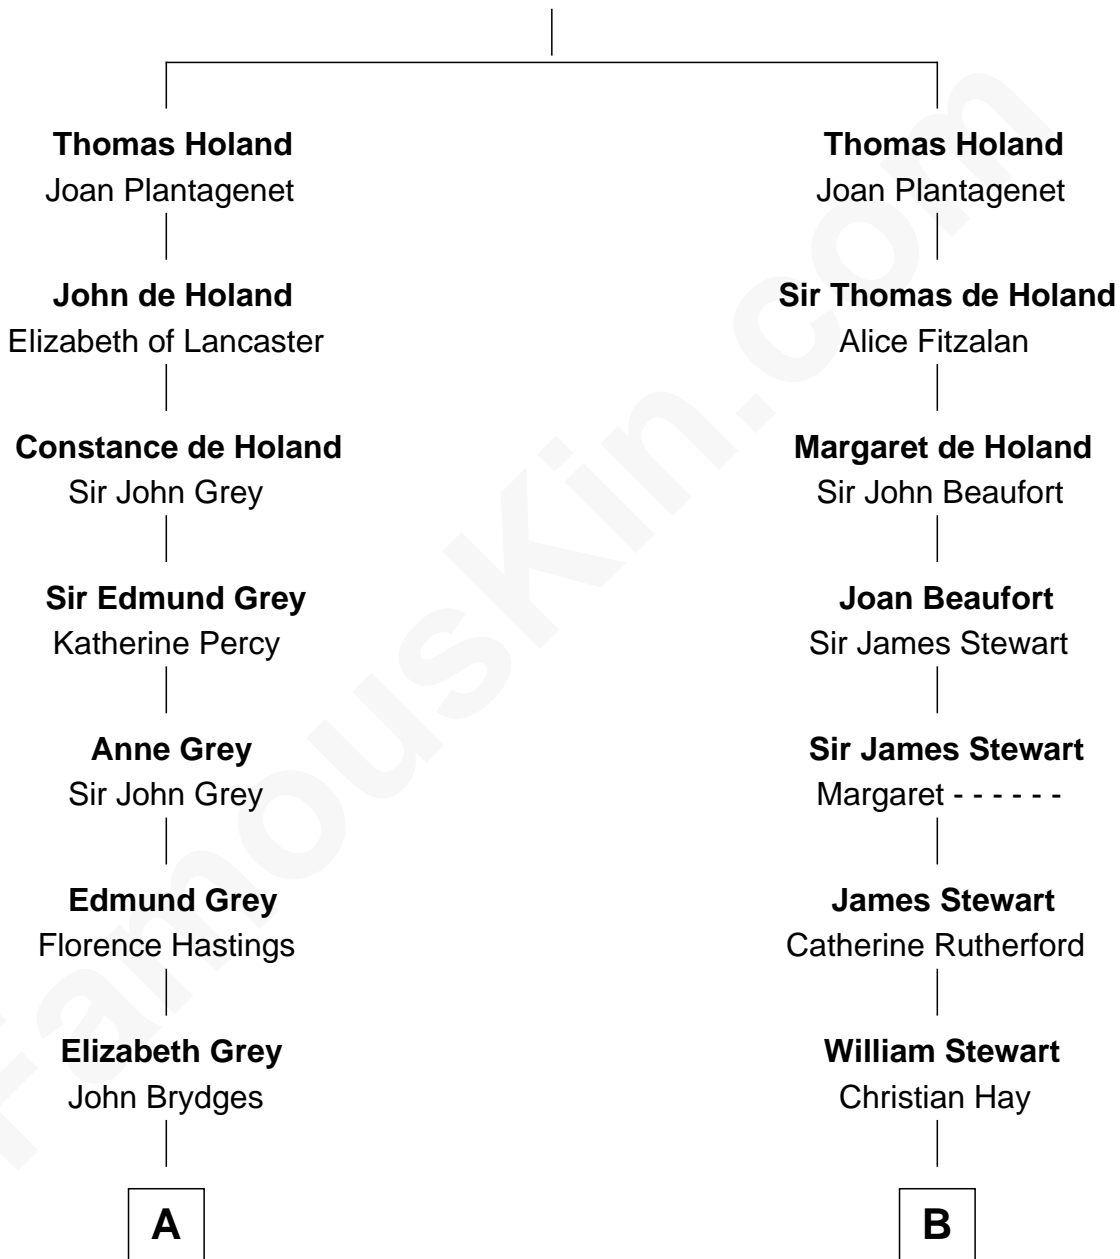 Thomas Holand
Joan Plantagenet
John de Holand
Elizabeth of Lancaster
Constance de Holand
Sir John Grey
Sir Edmund Grey
Katherine Percy
Anne Grey
Sir John Grey
Edmund Grey
Florence Hastings
Elizabeth Grey
John Brydges
A
Thomas Holand
Joan Plantagenet
Sir Thomas de Holand
Alice Fitzalan
Margaret de Holand
Sir John Beaufort
Joan Beaufort
Sir James Stewart
Sir James Stewart
Margaret - - - - - -
James Stewart
Catherine Rutherford
William Stewart
Christian Hay
B
FamousKin.com